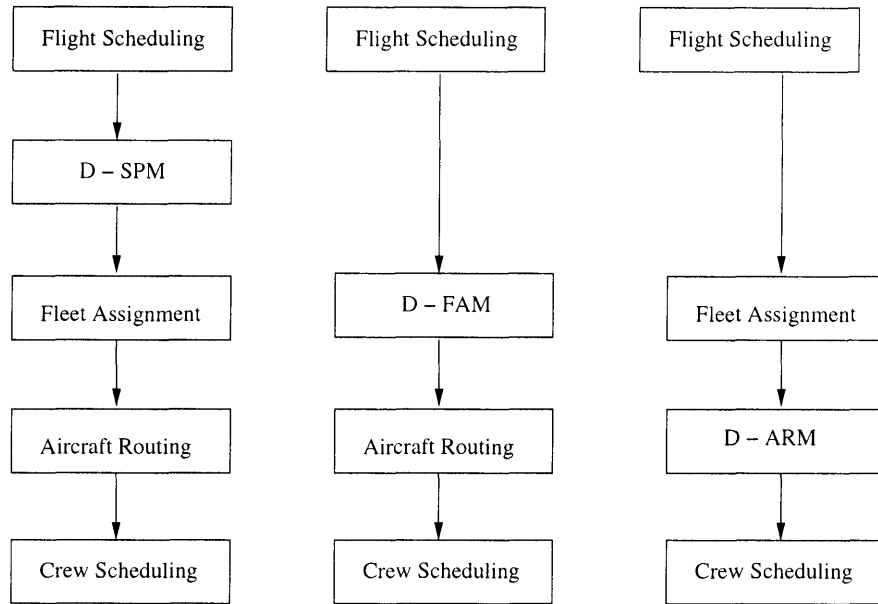 Flight Scheduling
D – SPM
Fleet Assignment
Aircraft Routing
Crew Scheduling
Flight Scheduling
D – FAM
Aircraft Routing
Crew Scheduling
Flight Scheduling
Fleet Assignment
D – ARM
Crew Scheduling